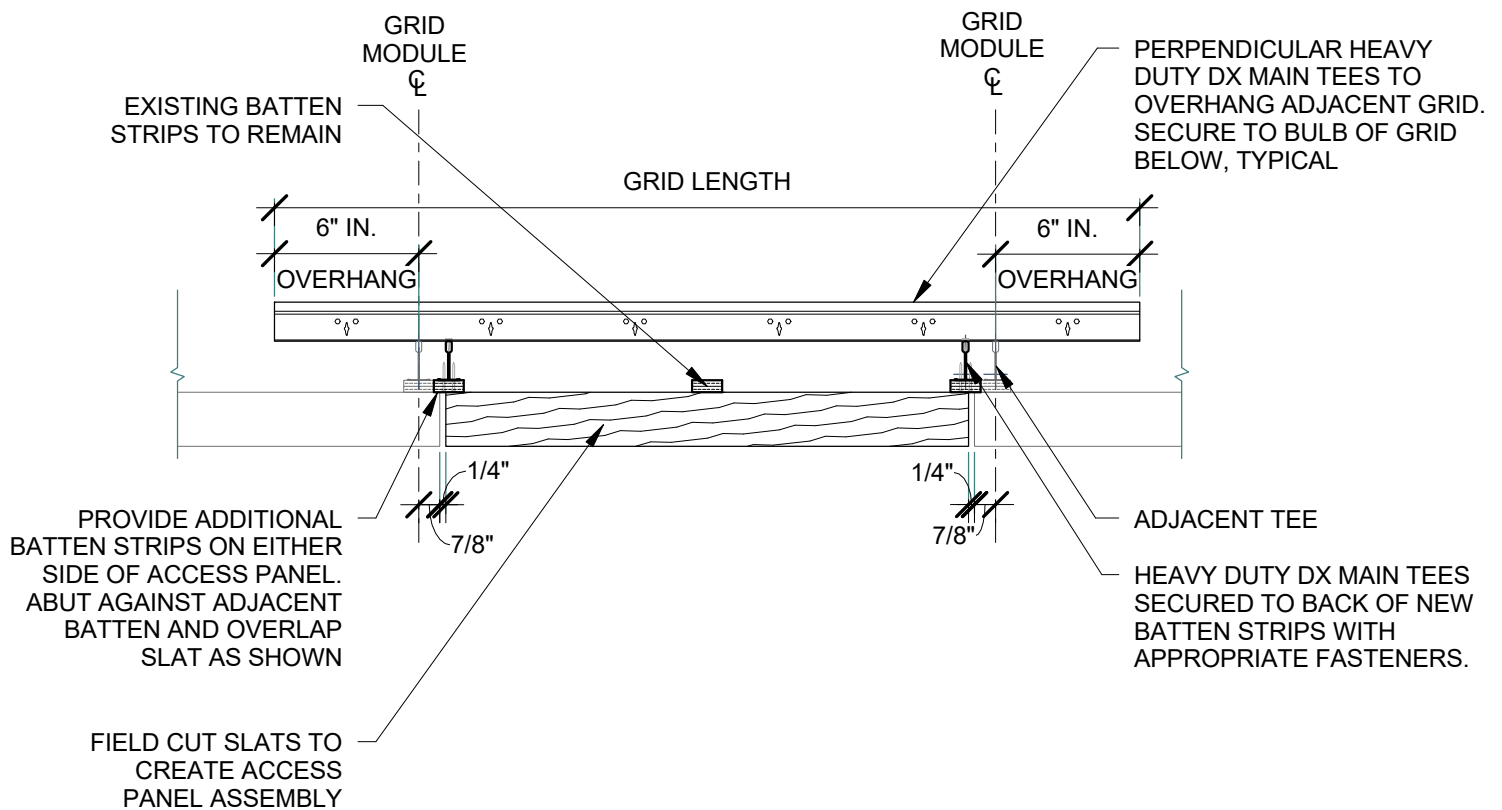 GRID
MODULE
℄
GRID
MODULE
℄
EXISTING BATTEN
STRIPS TO REMAIN
PERPENDICULAR HEAVY
DUTY DX MAIN TEES TO
OVERHANG ADJACENT GRID.
SECURE TO BULB OF GRID
BELOW, TYPICAL
GRID LENGTH
6" IN.
OVERHANG
6" IN.
OVERHANG
1/4"
7/8"
1/4"
7/8"
PROVIDE ADDITIONAL
BATTEN STRIPS ON EITHER
SIDE OF ACCESS PANEL.
ABUT AGAINST ADJACENT
BATTEN AND OVERLAP
SLAT AS SHOWN
ADJACENT TEE
HEAVY DUTY DX MAIN TEES
SECURED TO BACK OF NEW
BATTEN STRIPS WITH
APPROPRIATE FASTENERS.
FIELD CUT SLATS TO
CREATE ACCESS
PANEL ASSEMBLY